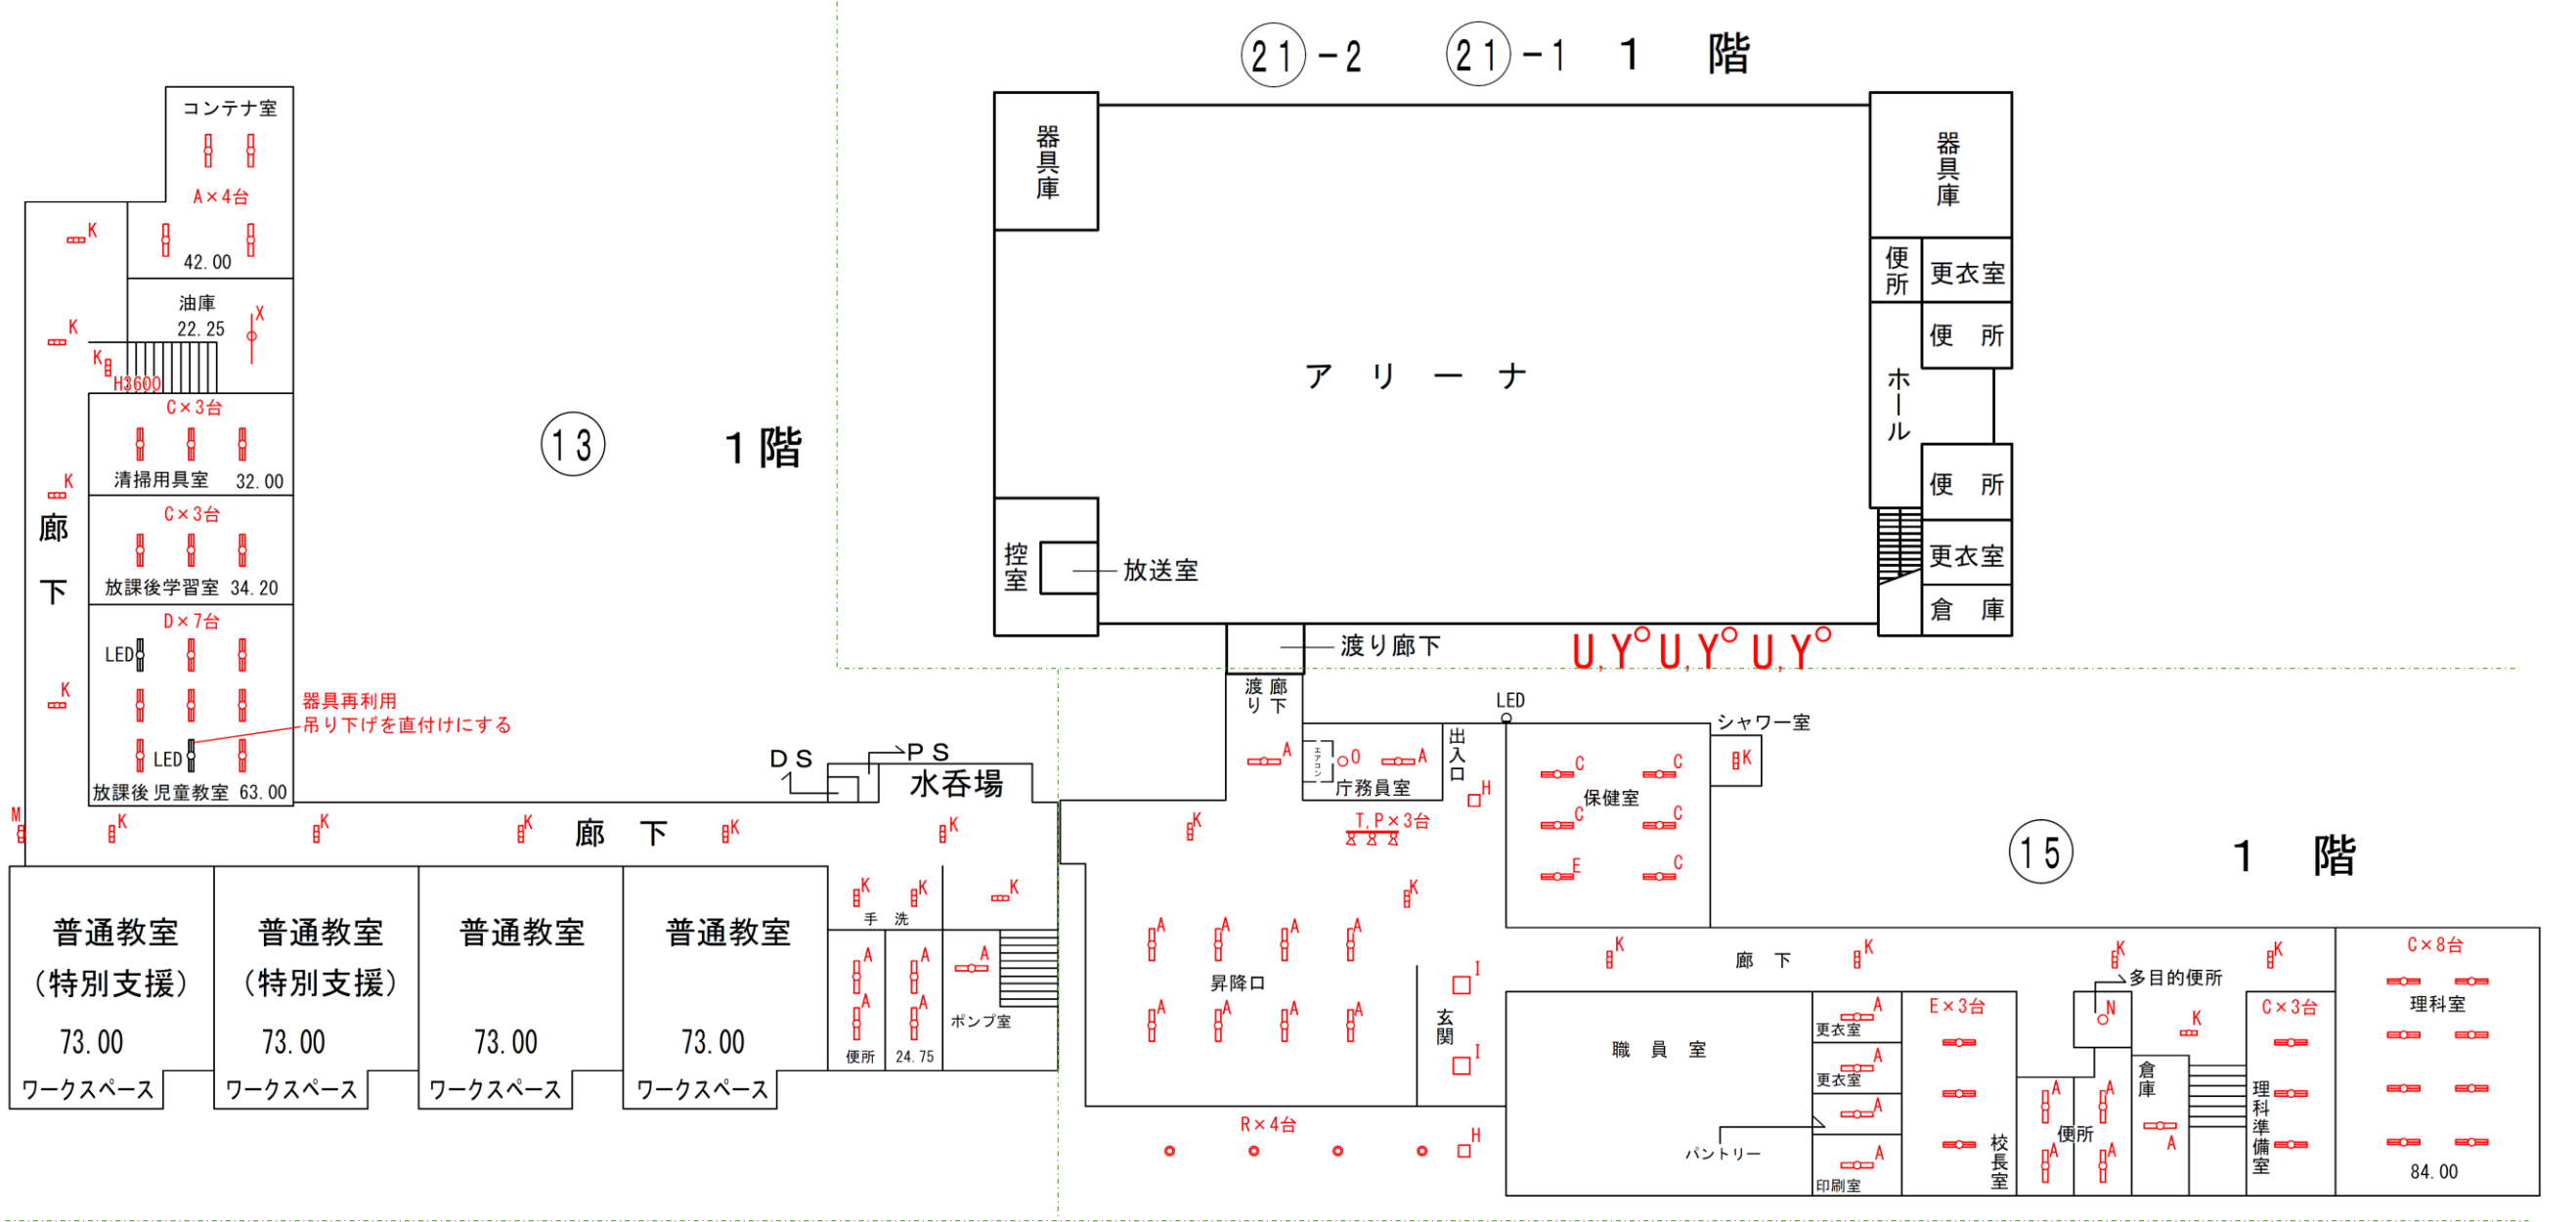 21-2
21-1
1 階
コンテナ室
A×4台
42.00
油庫
22.25
X
K
K
K
H3600
C×3台
清掃用具室 32.00
K
C×3台
放課後学習室 34.20
廊下
D×7台
LED
K
器具再利用
吊り下げを直付けにする
LED
放課後児童教室 63.00
13
1階
器具庫
アリーナ
控室
放送室
渡り廊下
器具庫
便所
更衣室
便 所
ホール
便 所
更衣室
倉 庫
U,Y U,Y U,Y
M
K
K
K
廊 下
K
K
DS
PS
水呑場
普通教室
(特別支援)
73.00
ワークスペース
普通教室
(特別支援)
73.00
ワークスペース
普通教室
73.00
ワークスペース
普通教室
73.00
ワークスペース
K
K
手 洗
K
A
A
A
A
便所
24.75
A
ポンプ室
渡り廊下
A
エアコン
O
A
庁務員室
出入口
H
LED
シャワー室
K
C
C
保健室
C
C
E
C
K
T,P×3台
K
A
A
A
A
昇降口
A
A
A
A
I
玄関
I
R×4台
H
15
1 階
K
廊 下
K
K
K
多目的便所
N
K
職 員 室
A
更衣室
A
更衣室
A
パントリー
A
印刷室
E×3台
校長室
A
A
便所
A
A
倉庫
A
C×3台
理科準備室
C×8台
理科室
84.00